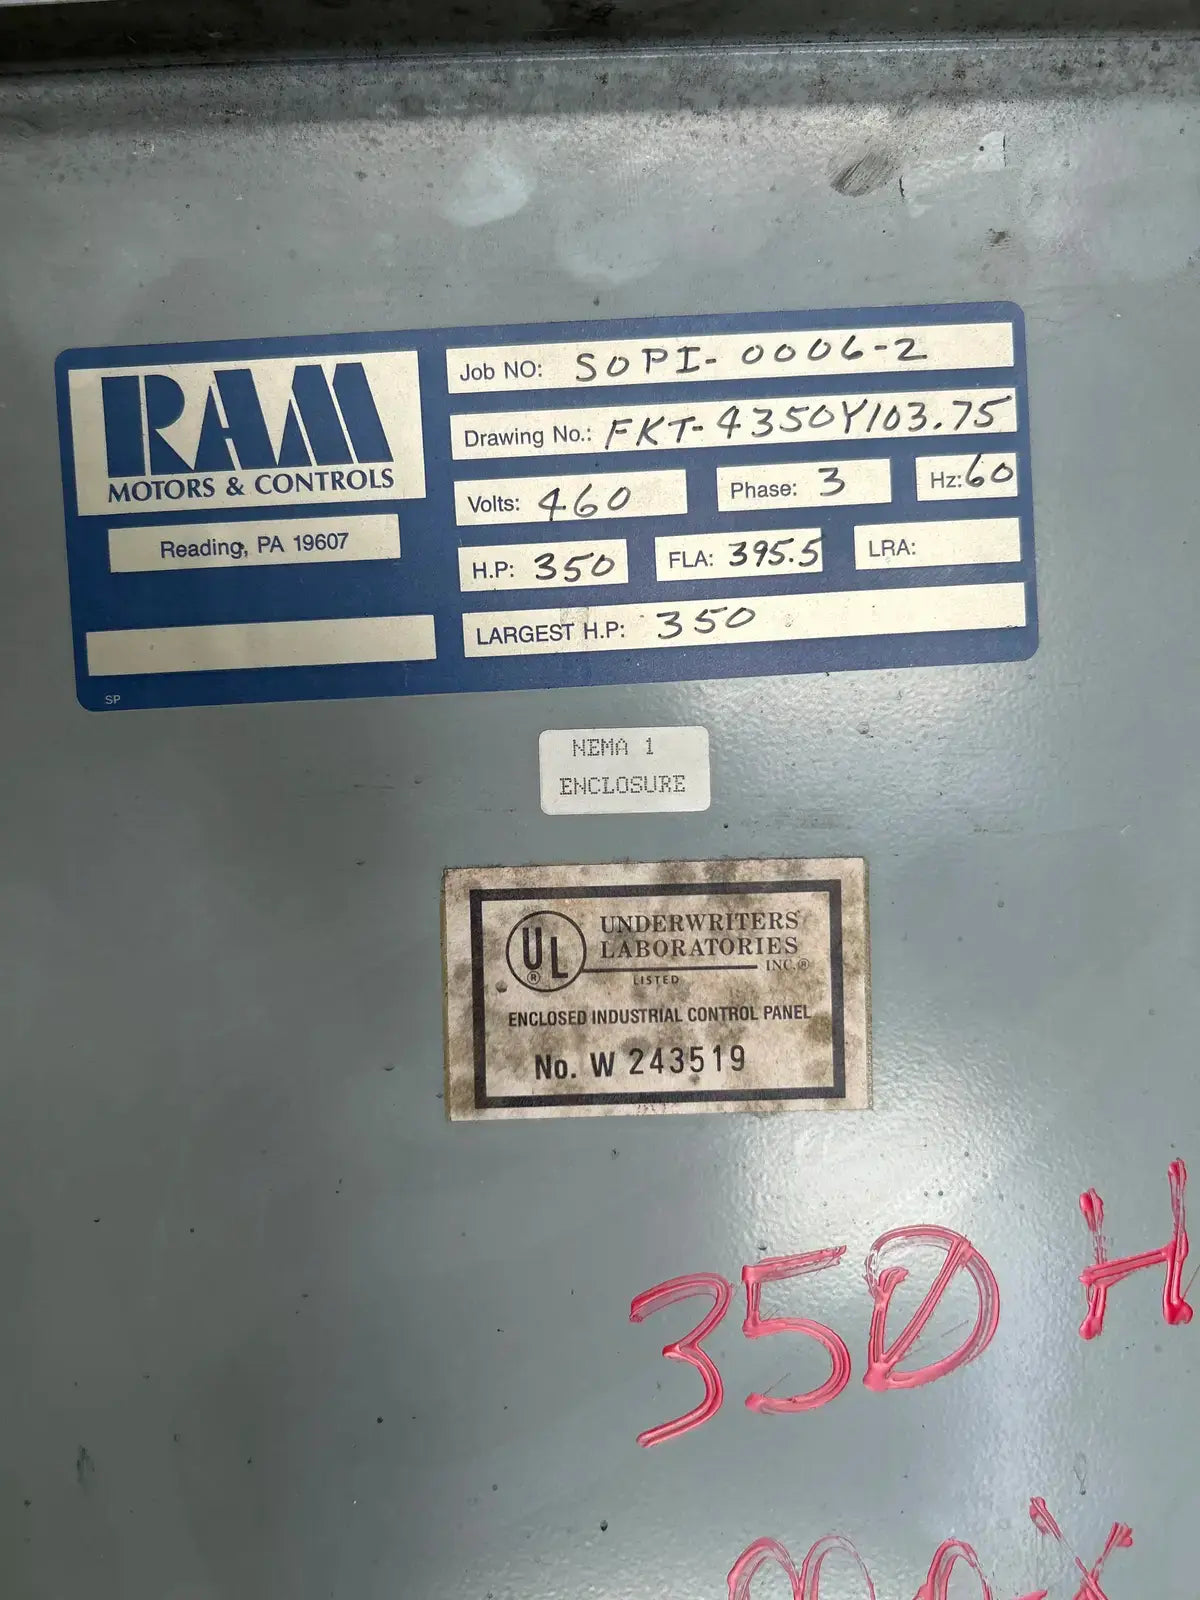 RAM
MOTORS & CONTROLS
Reading, PA 19607
SP
Job NO: SOPI-0006-2
Drawing No.: FKT-4350Y103.75
Volts: 460 Phase: 3 Hz: 60
H.P: 350 FLA: 395.5 LRA:
LARGEST H.P: 350
NEMA 1
ENCLOSURE
UL ® UNDERWRITERS
LABORATORIES
INC.®
LISTED
ENCLOSED INDUSTRIAL CONTROL PANEL
No. W 243519
350 H